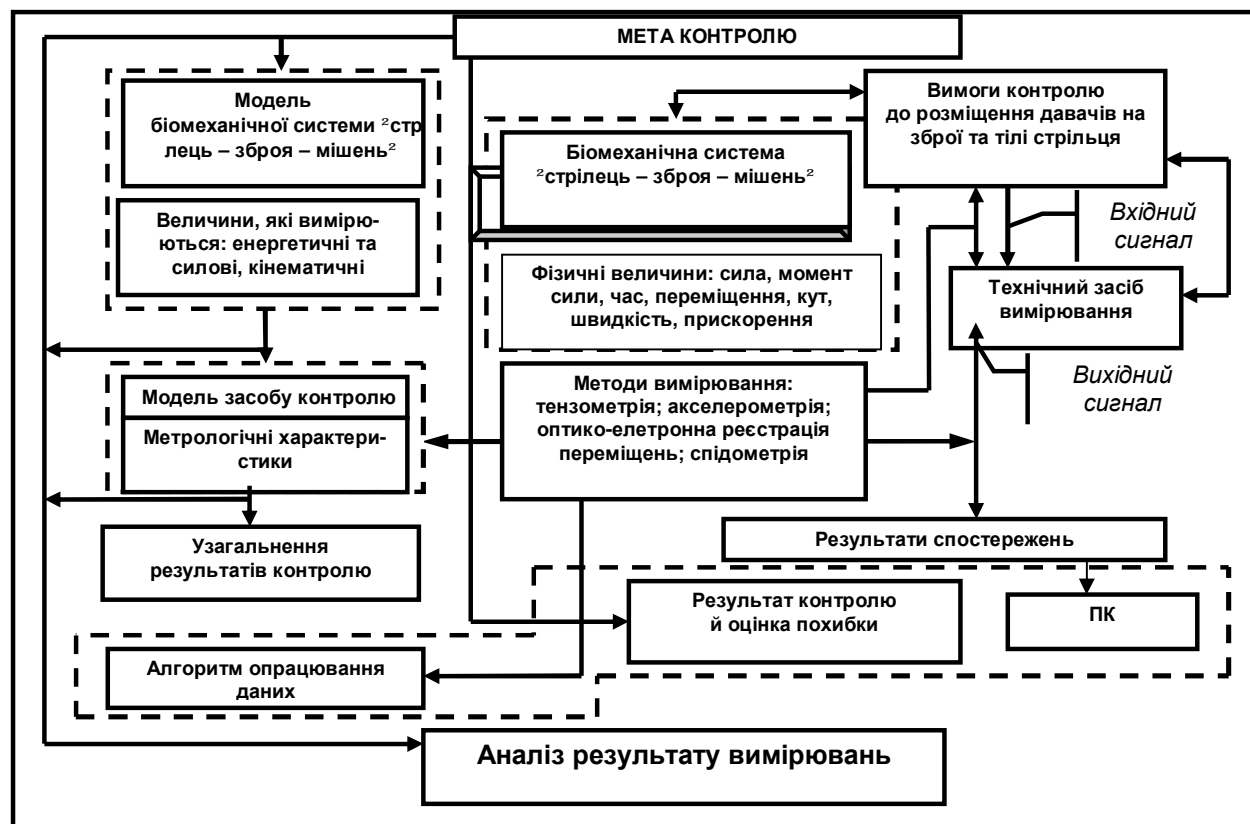 МЕТА КОНТРОЛЮ
Модель
біомеханічної системи ²стр
лець – зброя – мішень²
Величини, які вимірю-
ються: енергетичні та
силові, кінематичні
Біомеханічна система
²стрілець – зброя – мішень²
Фізичні величини: сила, момент
сили, час, переміщення, кут,
швидкість, прискорення
Вимоги контролю
до розміщення давачів на
зброї та тілі стрільця
Вхідний
сигнал
Технічний засіб
вимірювання
Вихідний
сигнал
Модель засобу контролю
Метрологічні характери-
стики
Методи вимірювання:
тензометрія; акселерометрія;
оптико-елетронна реєстрація
переміщень; спідометрія
Узагальнення
результатів контролю
Результати спостережень
Результат контролю
й оцінка похибки
ПК
Алгоритм опрацювання
даних
Аналіз результату вимірювань